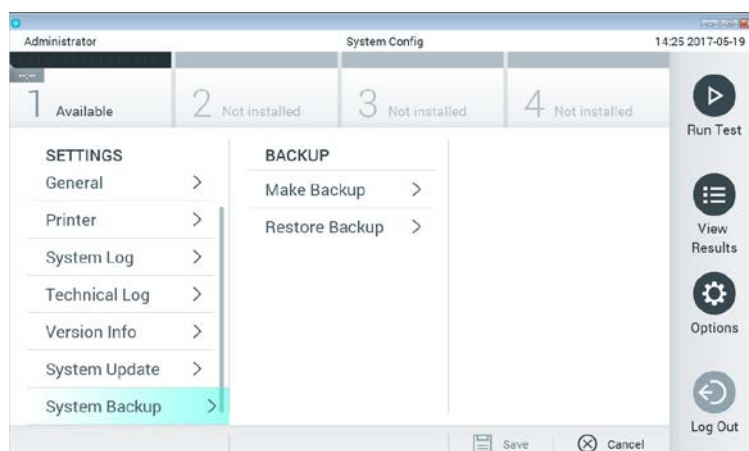 Administrator System Config 14:25 2017-05-19
--:--
1 Available 2 Not installed 3 Not installed 4 Not installed
Run Test
SETTINGS BACKUP
General > Make Backup >
Printer > Restore Backup >
View
Results
System Log >
Technical Log >
Options
Version Info >
System Update >
System Backup >
Log Out
Save Cancel